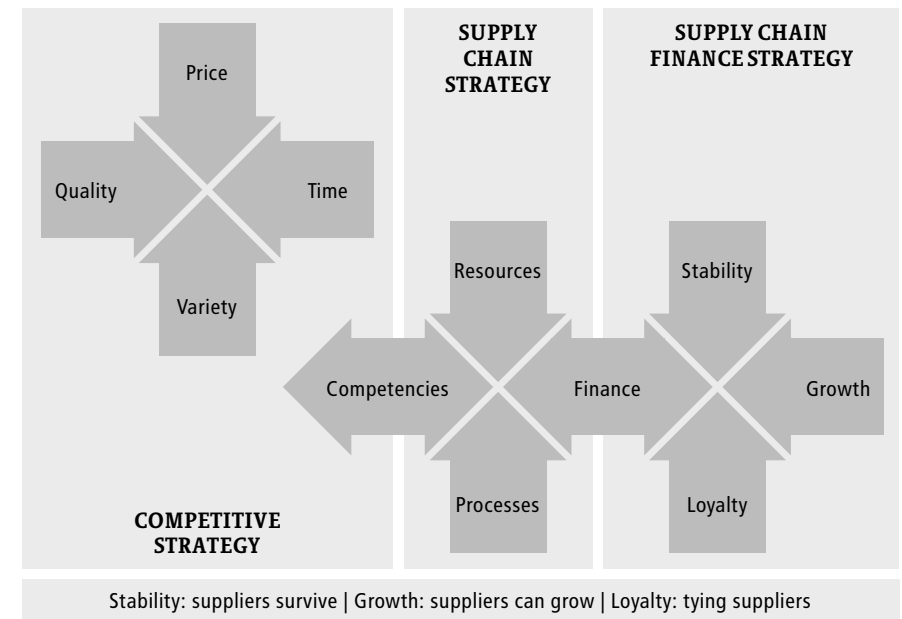 SUPPLY
CHAIN
STRATEGY
SUPPLY CHAIN
FINANCE STRATEGY
Price
Quality
Time
Variety
Resources
Stability
Competencies
Finance
Growth
Processes
Loyalty
COMPETITIVE
STRATEGY
Stability: suppliers survive | Growth: suppliers can grow | Loyalty: tying suppliers